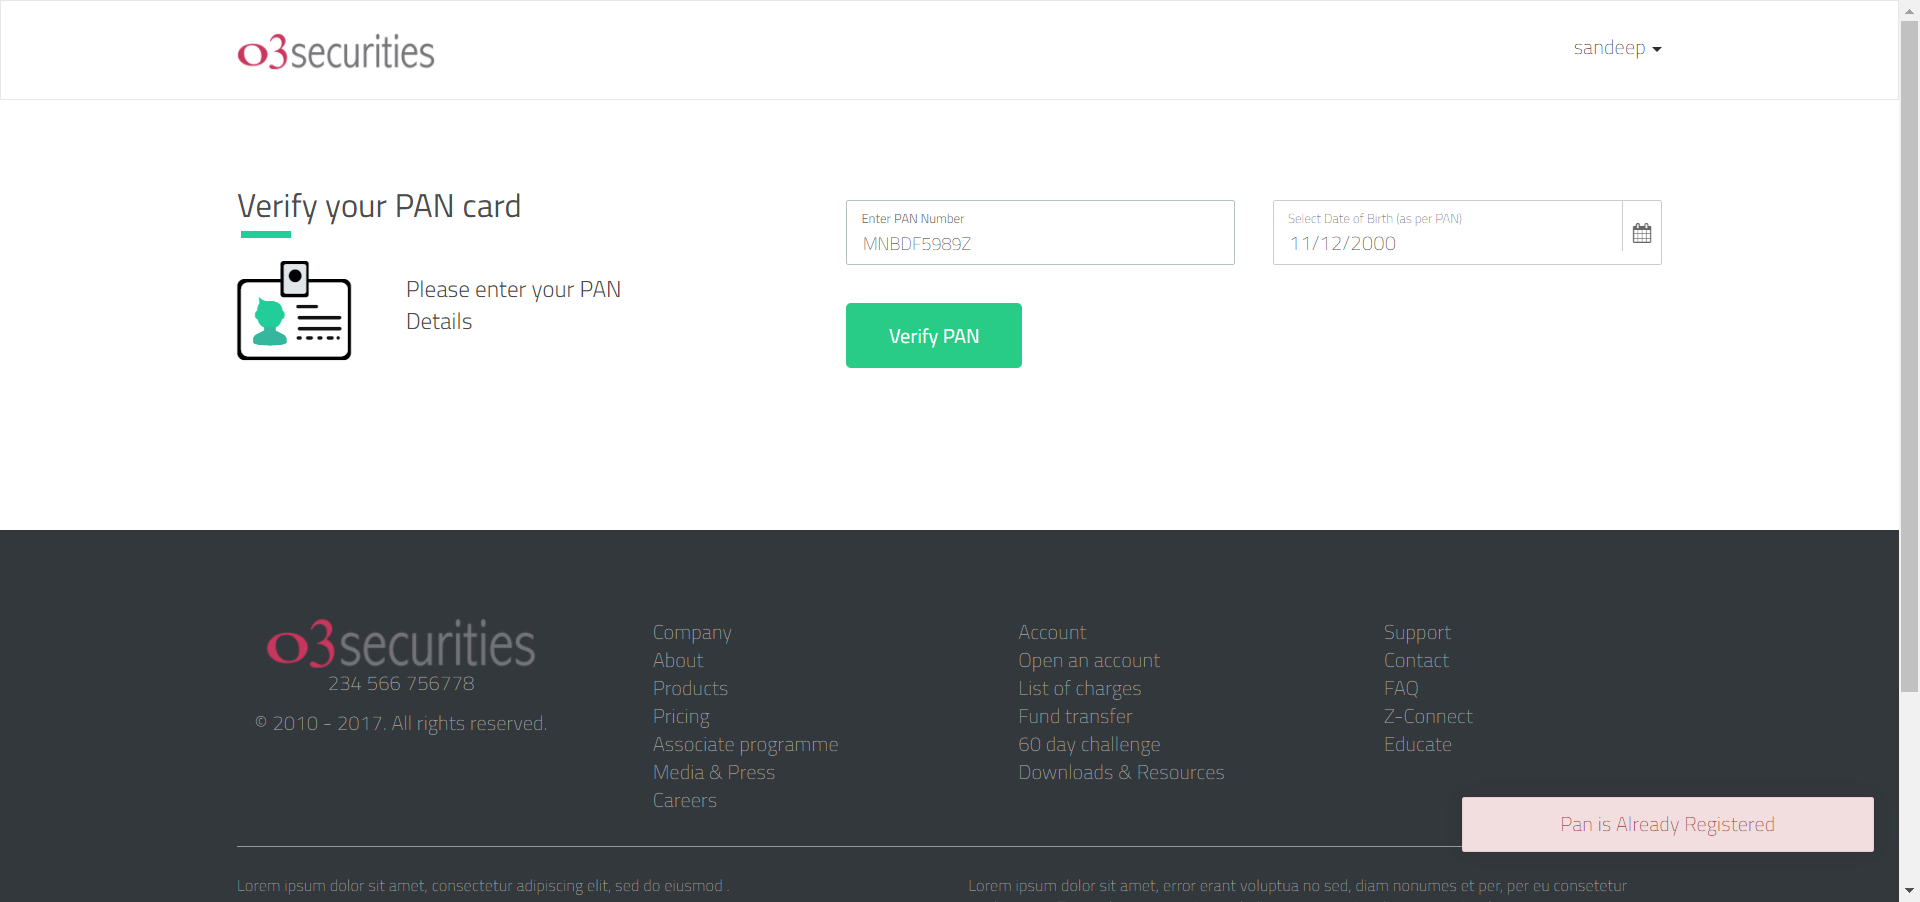 o3securities
sandeep
Verify your PAN card
Please enter your PAN
Details
Enter PAN Number
MNBDF5989Z
Select Date of Birth (as per PAN)
11/12/2000
Verify PAN
o3securities
234 566 756778
© 2010 - 2017. All rights reserved.
Company
About
Products
Pricing
Associate programme
Media & Press
Careers
Account
Open an account
List of charges
Fund transfer
60 day challenge
Downloads & Resources
Support
Contact
FAQ
Z-Connect
Educate
Pan is Already Registered
Lorem ipsum dolor sit amet, consectetur adipiscing elit, sed do eiusmod .
Lorem ipsum dolor sit amet, error erant voluptua no sed, diam nonumes et per, per eu consetetur